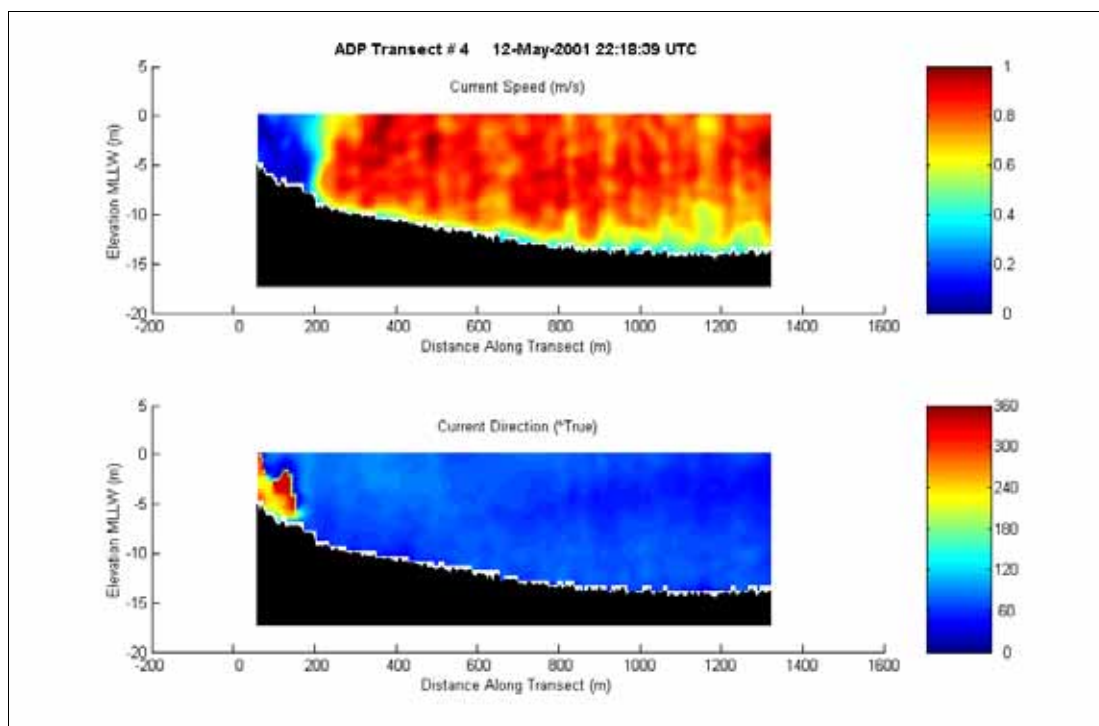 ADP Transect # 4 12-May-2001 22:18:39 UTC
Current Speed (m/s)
5
0
-5
-10
-15
-20
Elevation MLLW (m)
-200 0 200 400 600 800 1000 1200 1400 1600
Distance Along Transect (m)
1
0.8
0.6
0.4
0.2
0
Current Direction (°True)
5
0
-5
-10
-15
-20
Elevation MLLW (m)
-200 0 200 400 600 800 1000 1200 1400 1600
Distance Along Transect (m)
360
300
240
180
120
60
0